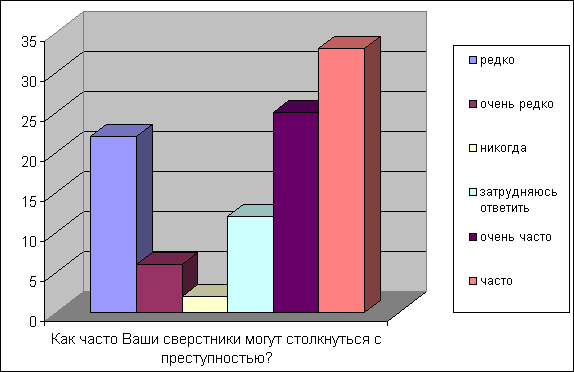 35
30
25
20
15
10
5
0
Как часто Ваши сверстники могут столкнуться с
преступностью?
редко
очень редко
никогда
затрудняюсь
ответить
очень часто
часто